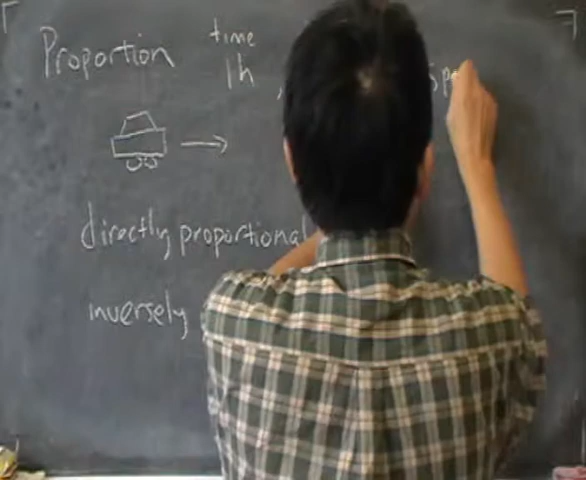 Proportion
time
1h
directly proportional
inversely